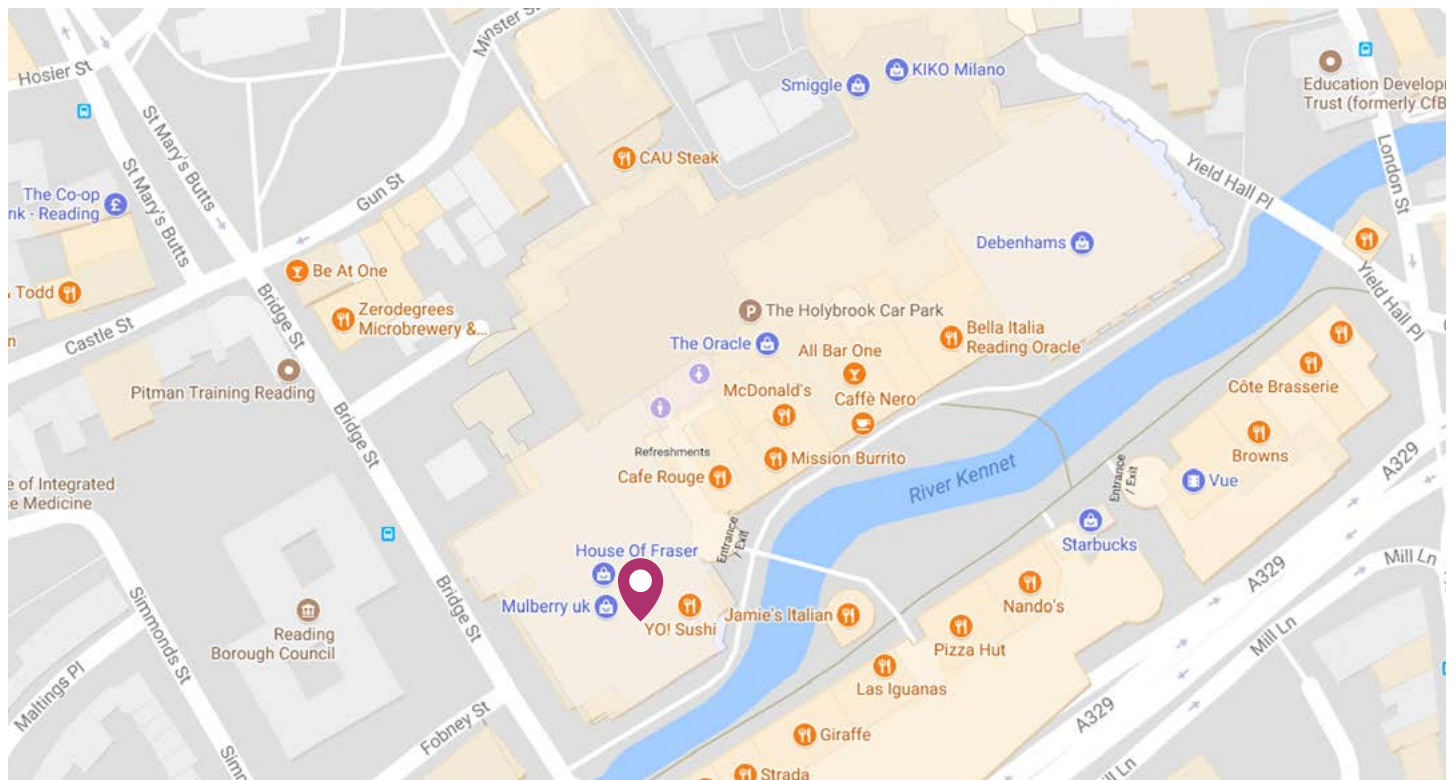 Hosier St
Minster St
St Mary's Butts
St Mary's Butts
The Co-op
nk - Reading
Gun St
CAU Steak
Smiggle
KIKO Milano
Education Develop
Trust (formerly CfB
London St
Yield Hall Pl
Debenhams
Yield Hall Pl
Todd
n
Castle St
Be At One
Zerodegrees
Microbrewery &...
Bridge St
Pitman Training Reading
P
The Holybrook Car Park
The Oracle
All Bar One
Bella Italia
Reading Oracle
McDonald's
Caffè Nero
Côte Brasserie
Bridge St
Refreshments
Cafe Rouge
Mission Burrito
River Kennet
Entrance
/ Exit
Browns
Vue
A329
e of Integrated
se Medicine
Entrance
/ Exit
Starbucks
House Of Fraser
Mulberry uk
YO! Sushi
Jamie's Italian
Nando's
Pizza Hut
Las Iguanas
Giraffe
Strada
A329
A329
Mill Ln
Mill Ln
ill Ln
Bridge St
Simmonds St
Reading
Borough Council
Maltings Pl
Fobney St
Simm